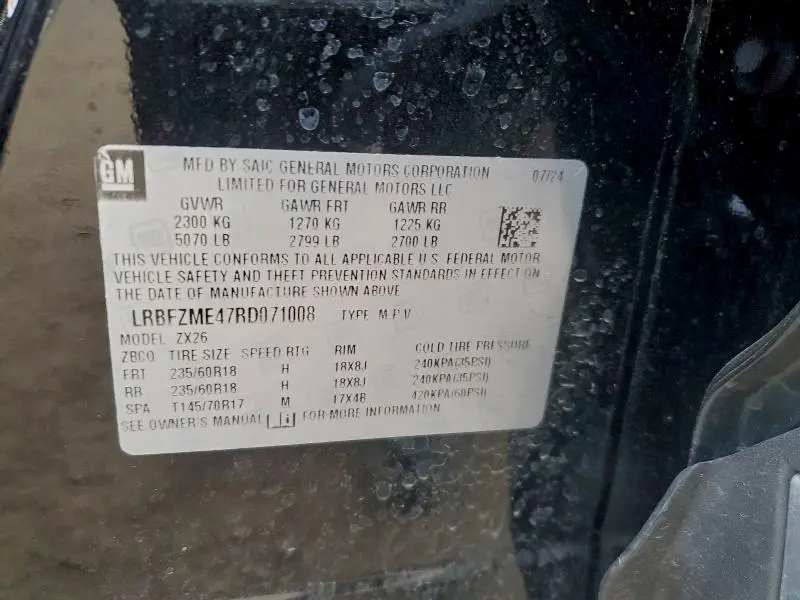 GM
MFD BY SAIC GENERAL MOTORS CORPORATION 07/24
LIMITED FOR GENERAL MOTORS LLC
GVWR GAWR FRT GAWR RR
2300 KG 1270 KG 1225 KG
5070 LB 2799 LB 2700 LB
THIS VEHICLE CONFORMS TO ALL APPLICABLE U.S. FEDERAL MOTOR
VEHICLE SAFETY AND THEFT PREVENTION STANDARDS IN EFFECT ON
THE DATE OF MANUFACTURE SHOWN ABOVE
LRBFZME47RD071008 TYPE M P V
MODEL ZX26
ZBCO TIRE SIZE SPEED RTG RIM COLD TIRE PRESSURE
FRT 235/60R18 H 18X8J 240KPA(35PSI)
RR 235/60R18 H 18X8J 240KPA(35PSI)
SPA T145/70R17 M 17X4B 420KPA(60PSI)
SEE OWNER'S MANUAL i FOR MORE INFORMATION